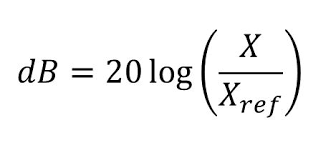 dB = 20 log(X / X_ref)